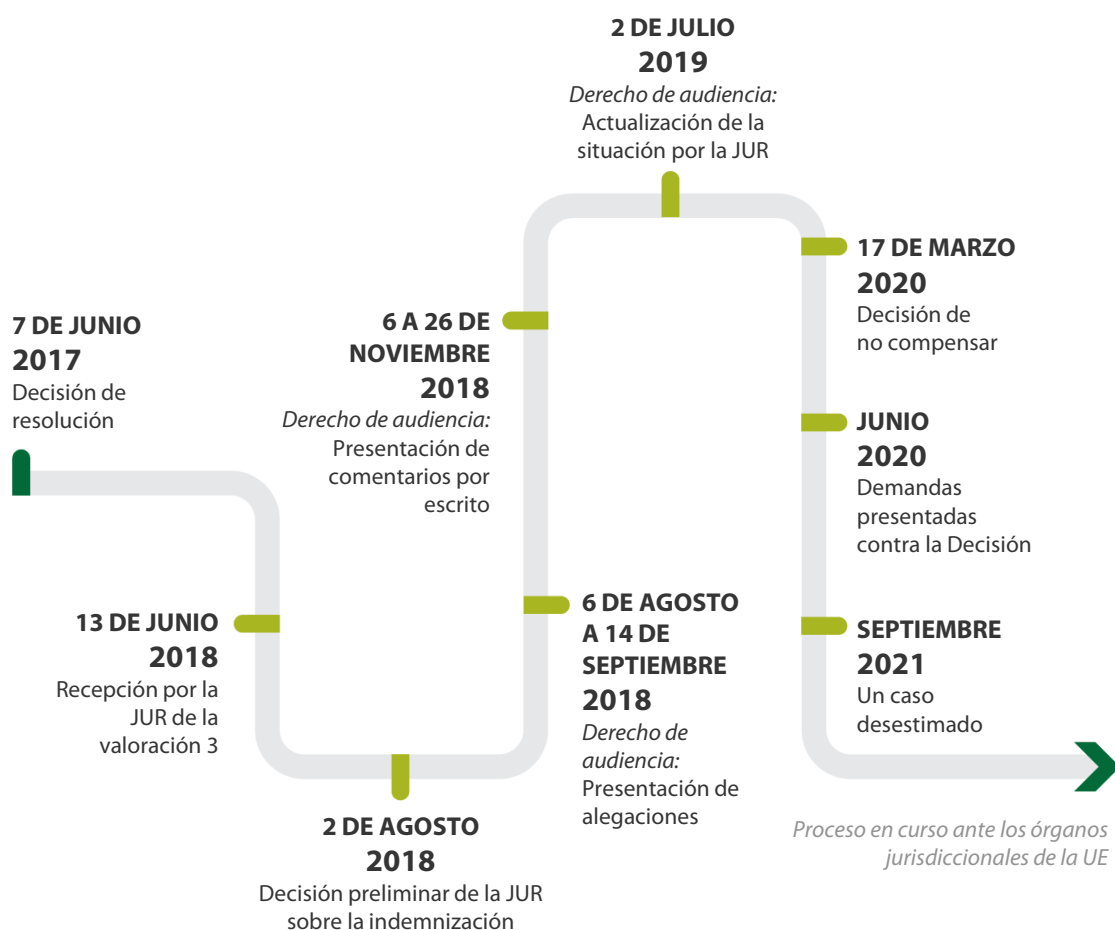 7 DE JUNIO
2017
Decisión de
resolución
13 DE JUNIO
2018
Recepción por la
JUR de la
valoración 3
2 DE AGOSTO
2018
Decisión preliminar de la JUR
sobre la indemnización
6 DE AGOSTO
A 14 DE
SEPTIEMBRE
2018
Derecho de
audiencia:
Presentación de
alegaciones
6 A 26 DE
NOVIEMBRE
2018
Derecho de audiencia:
Presentación de
comentarios por
escrito
2 DE JULIO
2019
Derecho de audiencia:
Actualización de la
situación por la JUR
17 DE MARZO
2020
Decisión de
no compensar
JUNIO
2020
Demandas
presentadas
contra la Decisión
SEPTIEMBRE
2021
Un caso
desestimado
Proceso en curso ante los órganos
jurisdiccionales de la UE